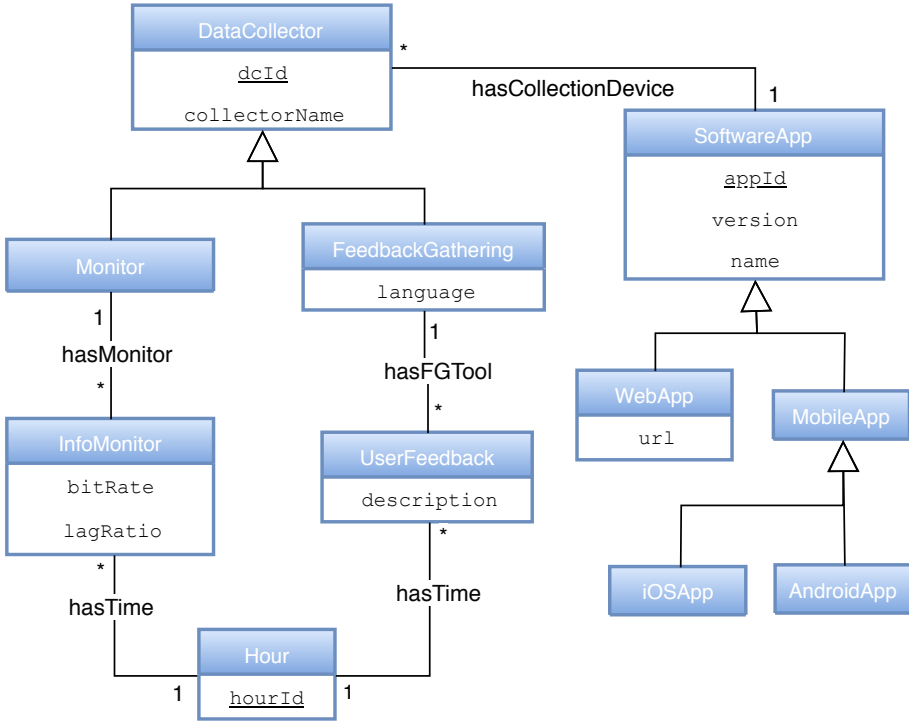 DataCollector
dcId
collectorName
*
hasCollectionDevice
1
SoftwareApp
appId
version
name
Monitor
FeedbackGathering
language
1
hasMonitor
*
1
hasFGTool
*
WebApp
url
MobileApp
InfoMonitor
bitRate
lagRatio
UserFeedback
description
*
hasTime
1
*
hasTime
1
iOSApp
AndroidApp
Hour
hourId